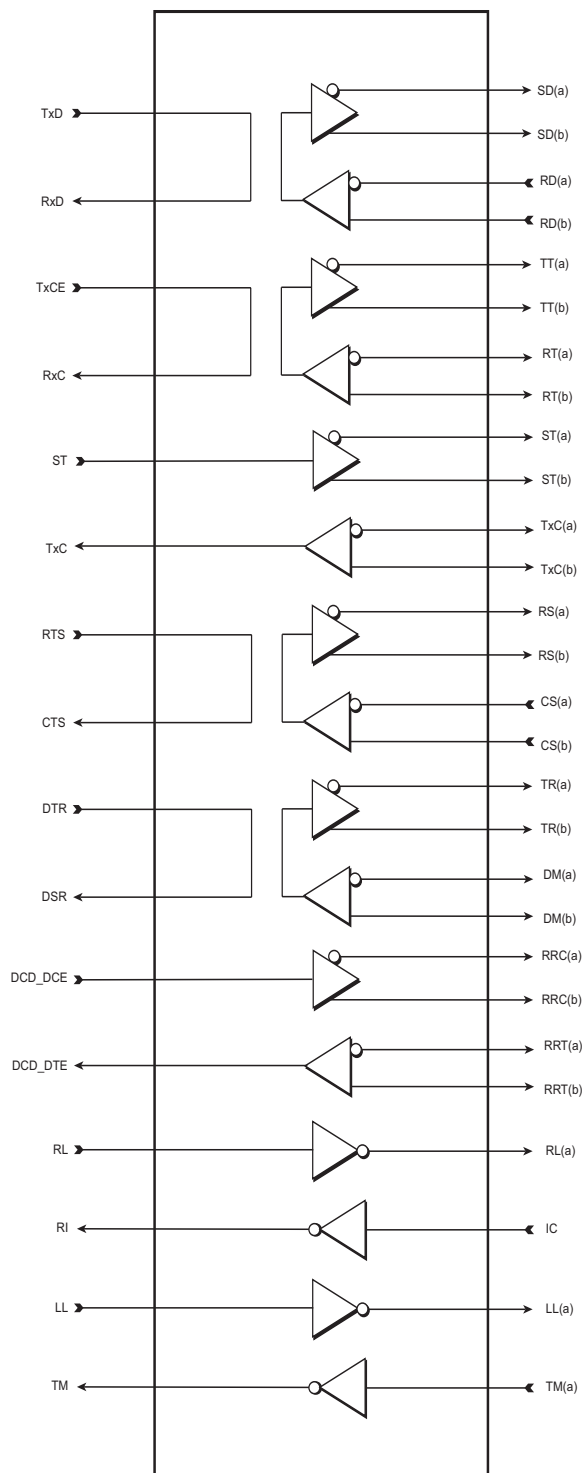 SD(a)
TxD
SD(b)
RD(a)
RxD
RD(b)
TT(a)
TxCE
TT(b)
RT(a)
RxC
RT(b)
ST(a)
ST
ST(b)
TxC(a)
TxC
TxC(b)
RS(a)
RTS
RS(b)
CS(a)
CTS
CS(b)
TR(a)
DTR
TR(b)
DM(a)
DSR
DM(b)
RRC(a)
DCD_DCE
RRC(b)
RRT(a)
DCD_DTE
RRT(b)
RL
RL(a)
RI
IC
LL
LL(a)
TM
TM(a)